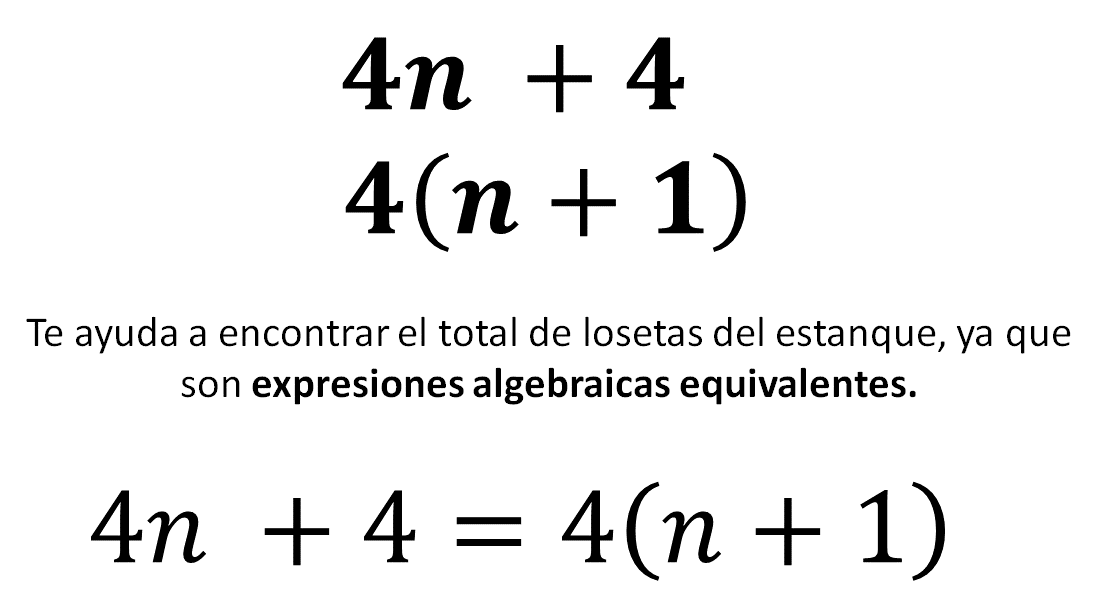 4n + 4
4(n + 1)
Te ayuda a encontrar el total de losetas del estanque, ya que
son expresiones algebraicas equivalentes.
4n + 4 = 4(n + 1)